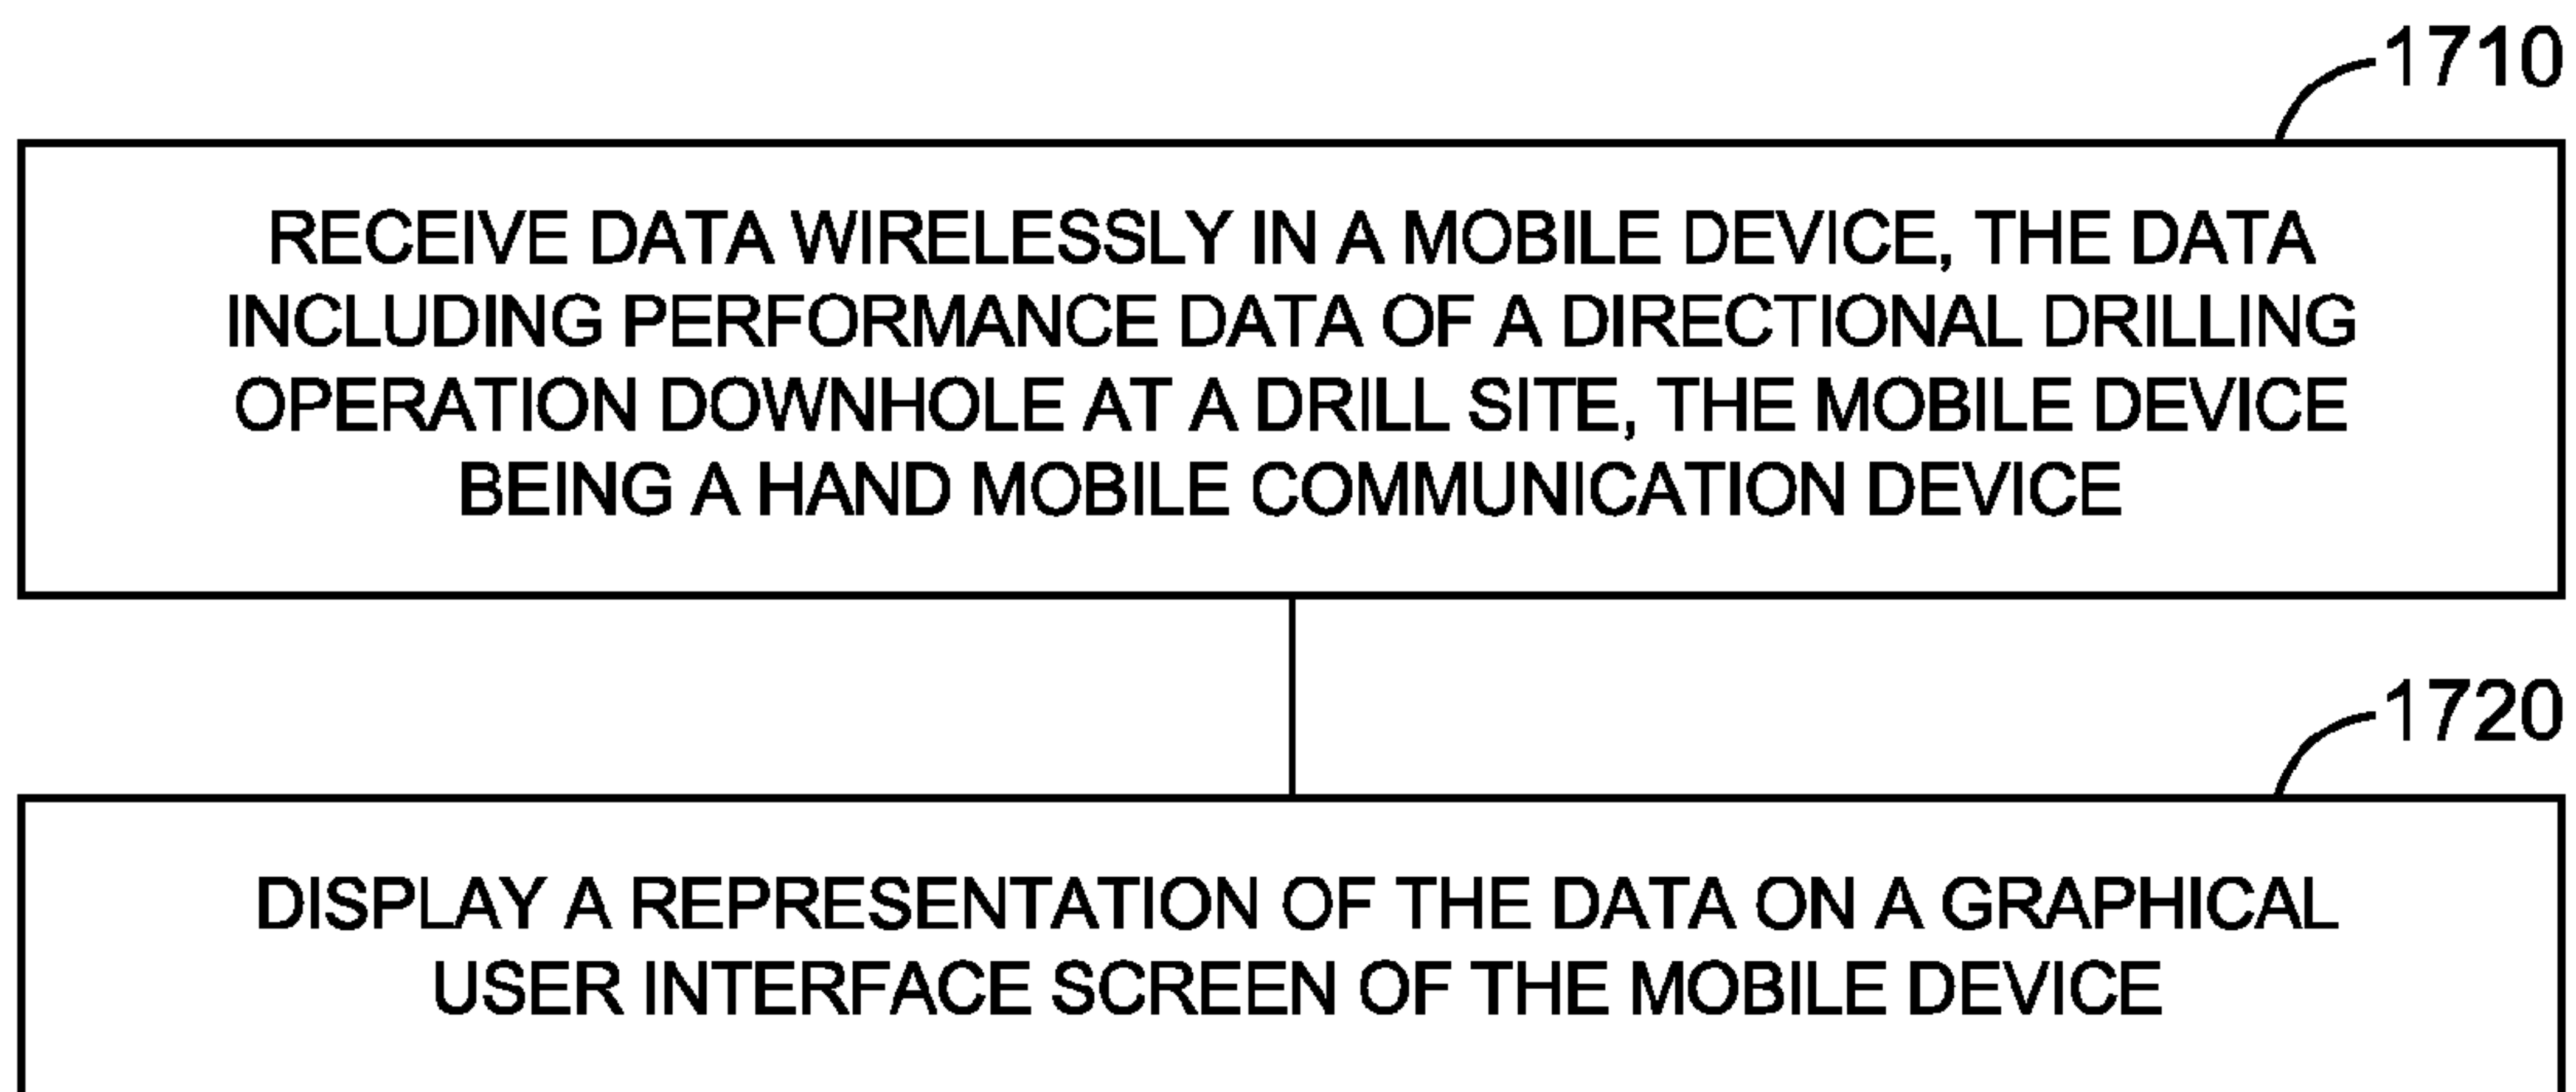 1710
RECEIVE DATA WIRELESSLY IN A MOBILE DEVICE, THE DATA
INCLUDING PERFORMANCE DATA OF A DIRECTIONAL DRILLING
OPERATION DOWNHOLE AT A DRILL SITE, THE MOBILE DEVICE
BEING A HAND MOBILE COMMUNICATION DEVICE
1720
DISPLAY A REPRESENTATION OF THE DATA ON A GRAPHICAL
USER INTERFACE SCREEN OF THE MOBILE DEVICE